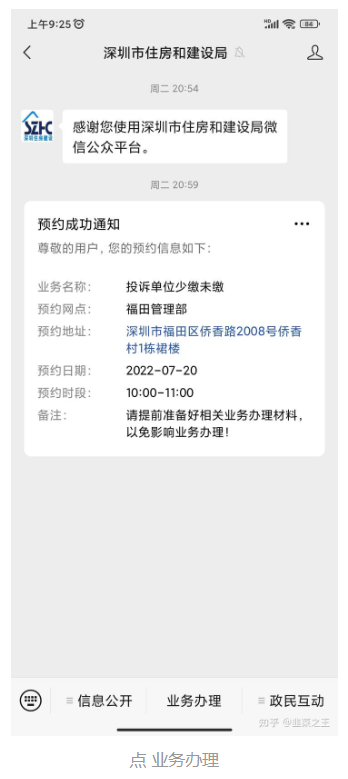 上午9:25
84
深圳市住房和建设局
周二 20:54
SZHC
感谢您使用深圳市住房和建设局微
信公众平台。
周二 20:59
预约成功通知
尊敬的用户，您的预约信息如下：
业务名称： 投诉单位少缴未缴
预约网点： 福田管理部
预约地址： 深圳市福田区侨香路2008号侨香
村1栋裙楼
预约日期： 2022-07-20
预约时段： 10:00-11:00
备注： 请提前准备好相关业务办理材料，
以免影响业务办理！
信息公开 业务办理 政民互动
知乎 @韭菜之王
点 业务办理